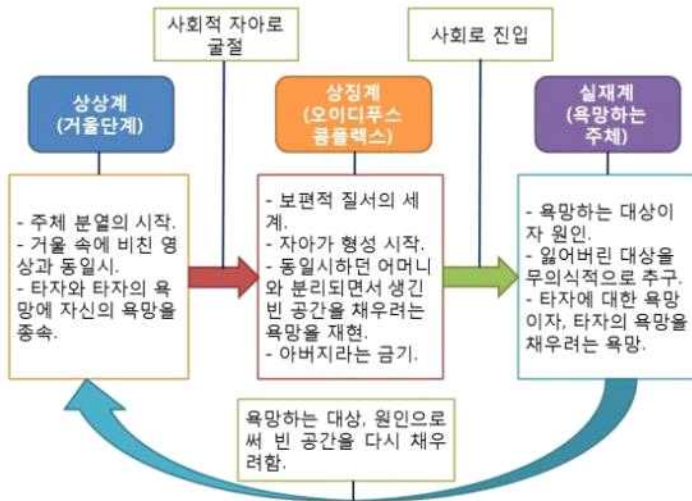 사회적 자아로
굴절
사회로 진입
상상계
(거울단계)
상징계
(오이디푸스
콤플렉스)
실재계
(욕망하는
주체)
- 주체 분열의 시작.
- 거울 속에 비친 영
상과 동일시.
- 타자와 타자의 욕
망에 자신의 욕망을
종속.
- 보편적 질서의 세
계.
- 자아가 형성 시작.
- 동일시하던 어머니
와 분리되면서 생긴
빈 공간을 채우려는
욕망을 재현.
- 아버지라는 금기.
- 욕망하는 대상이
자 원인.
- 잃어버린 대상을
무의식적으로 추구.
- 타자에 대한 욕망
이자, 타자의 욕망을
채우려는 욕망.
욕망하는 대상, 원인으로
써 빈 공간을 다시 채우
려함.